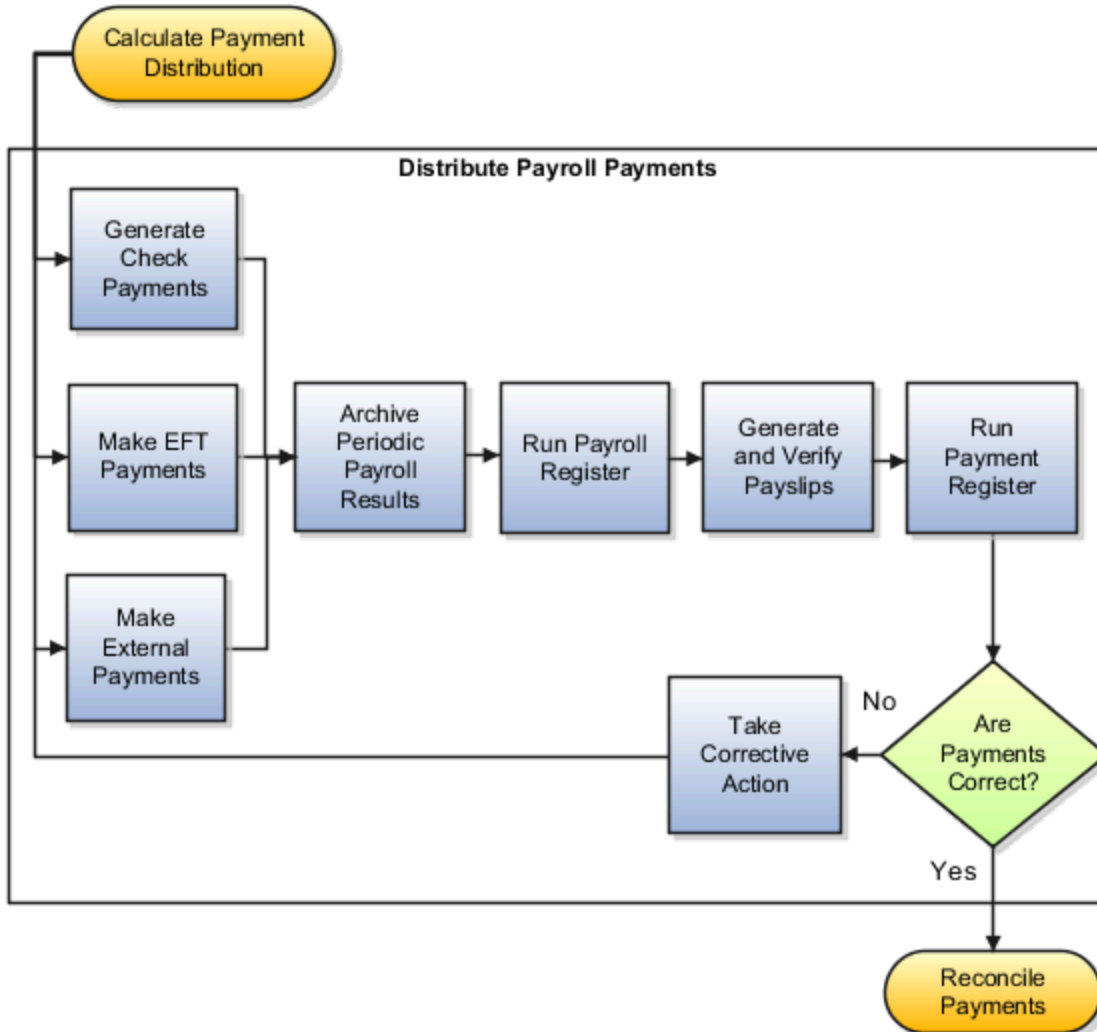 Calculate Payment
Distribution
Distribute Payroll Payments
Generate
Check
Payments
Make EFT
Payments
Make
External
Payments
Archive
Periodic
Payroll
Results
Run Payroll
Register
Generate
and Verify
Payslips
Run
Payment
Register
Are
Payments
Correct?
No
Take
Corrective
Action
Yes
Reconcile
Payments